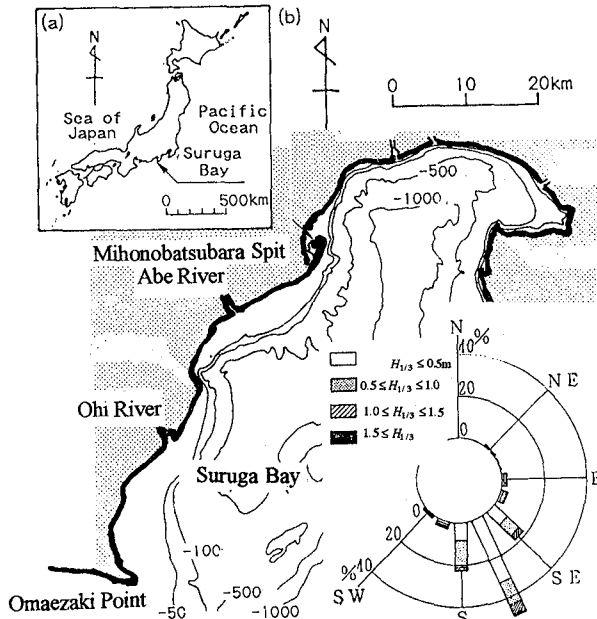 (a)
N
Sea of
Japan
Pacific
Ocean
Suruga
Bay
0 500km
(b)
N
0 10 20km
-500
-1000
Mihonobatsubara Spit
Abe River
Ohi River
Suruga Bay
-100
-500
-50
-1000
Omaezaki Point
H1/3 ≤ 0.5m
0.5 ≤ H1/3 ≤ 1.0
1.0 ≤ H1/3 ≤ 1.5
1.5 ≤ H1/3
N
10%
20
0
NE
E
SE
S
SW
%10
20
0